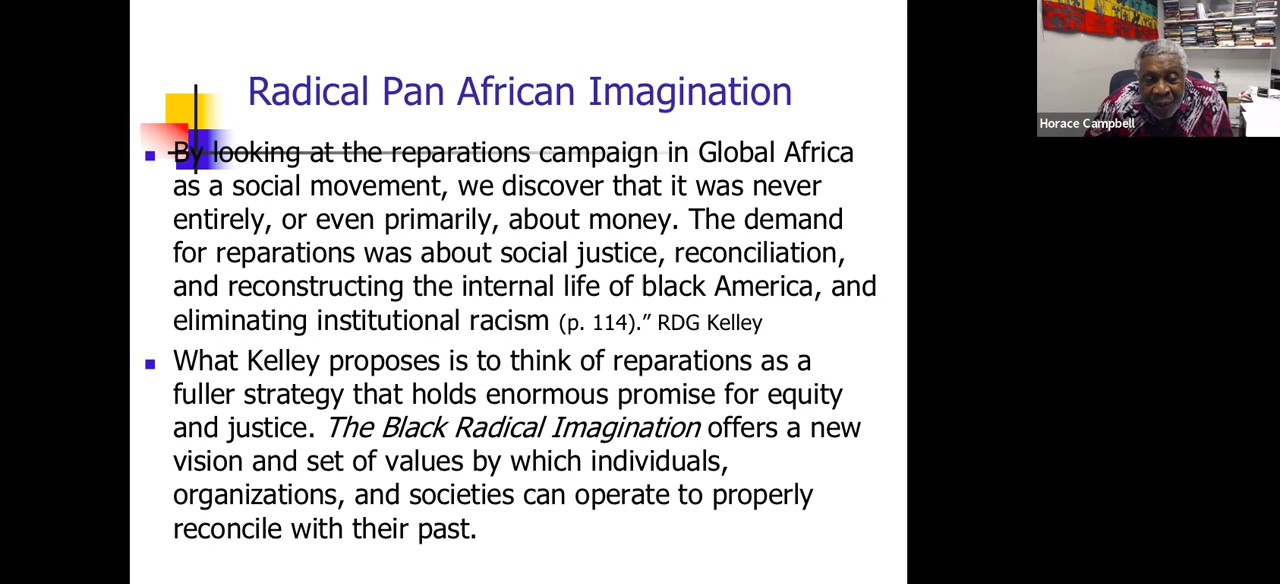 Radical Pan African Imagination
By looking at the reparations campaign in Global Africa
as a social movement, we discover that it was never
entirely, or even primarily, about money. The demand
for reparations was about social justice, reconciliation,
and reconstructing the internal life of black America, and
eliminating institutional racism (p. 114).” RDG Kelley
What Kelley proposes is to think of reparations as a
fuller strategy that holds enormous promise for equity
and justice. The Black Radical Imagination offers a new
vision and set of values by which individuals,
organizations, and societies can operate to properly
reconcile with their past.
Horace Campbell